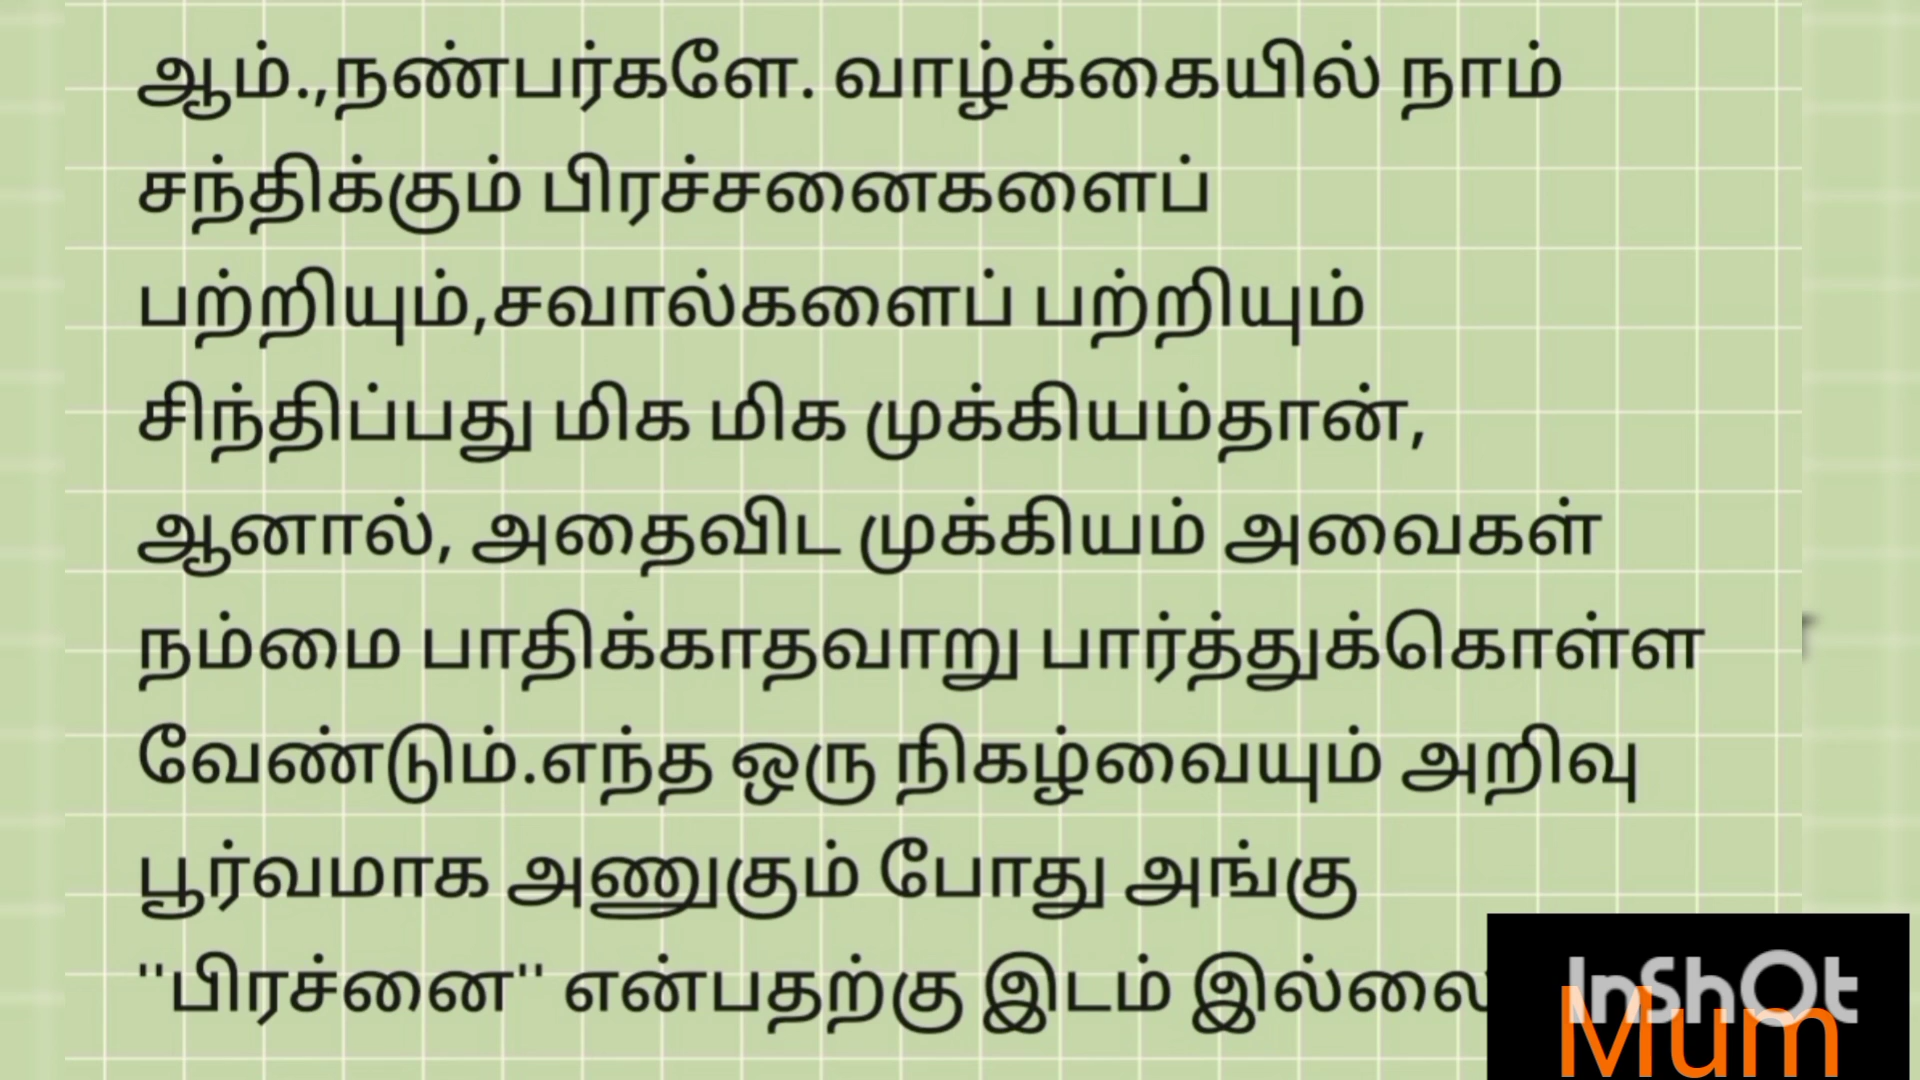 ஆம்.,நண்பர்களே. வாழ்க்கையில் நாம்
சந்திக்கும் பிரச்சனைகளைப்
பற்றியும்,சவால்களைப் பற்றியும்
சிந்திப்பது மிக மிக முக்கியம்தான்,
ஆனால், அதைவிட முக்கியம் அவைகள்
நம்மை பாதிக்காதவாறு பார்த்துக்கொள்ள
வேண்டும்.எந்த ஒரு நிகழ்வையும் அறிவு
பூர்வமாக அணுகும் போது அங்கு
''பிரச்னை'' என்பதற்கு இடம் இல்லை
InShOt
Mum